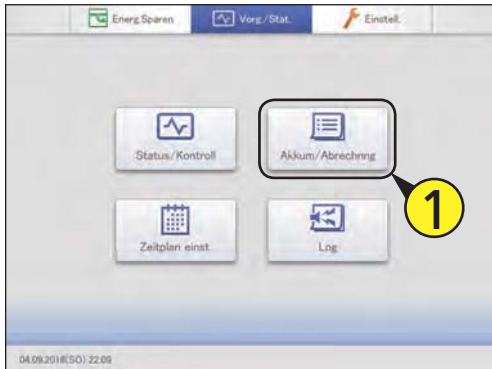 Energ.Sparen Vorg./Stat. Einstell.
Status/Kontroll Akkum/Abrechnng
1
Zeitplan einst. Log
04.09.2016(SO) 22:09